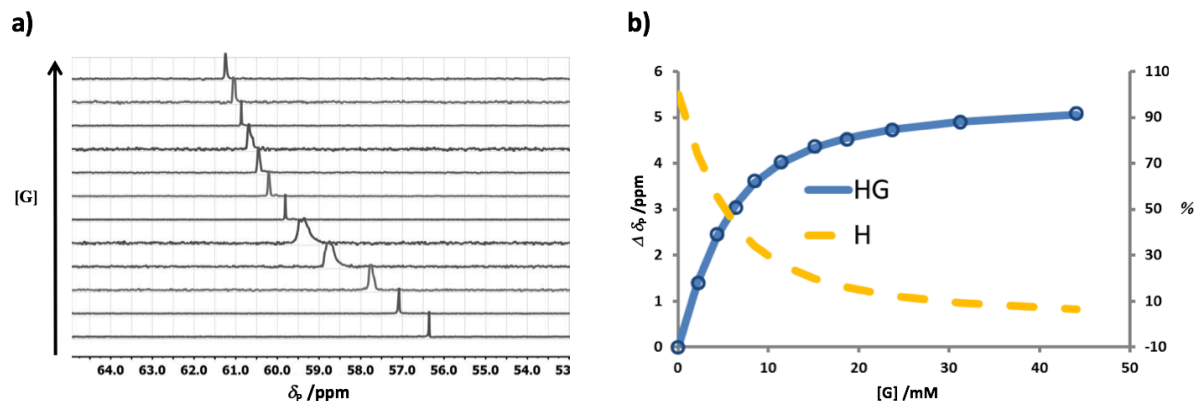 a)
[G]
64.0 63.0 62.0 61.0 60.0 59.0 58.0 57.0 56.0 55.0 54.0 53
δP /ppm
b)
6
5
4
3
2
1
0
Δ δP /ppm
HG
H
110
90
70
50
30
10
-10
%
0 10 20 30 40 50
[G] /mM